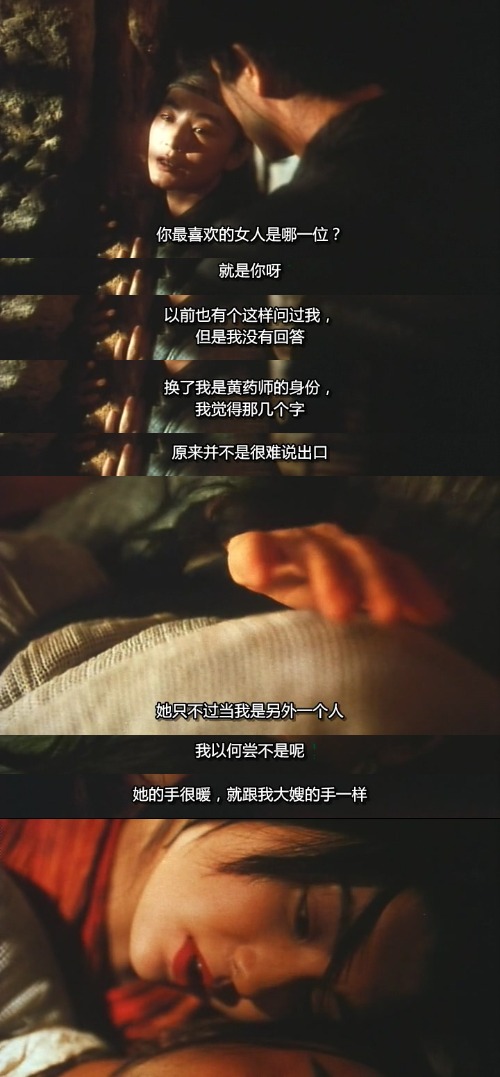 你最喜欢的女人是哪一位？
就是你呀
以前也有个这样问过我，
但是我没有回答
换了我是黄药师的身份，
我觉得那几个字
原来并不是很难说出口
她只不过当我是另外一个人
我以何尝不是呢
她的手很暖，就跟我大嫂的手一样